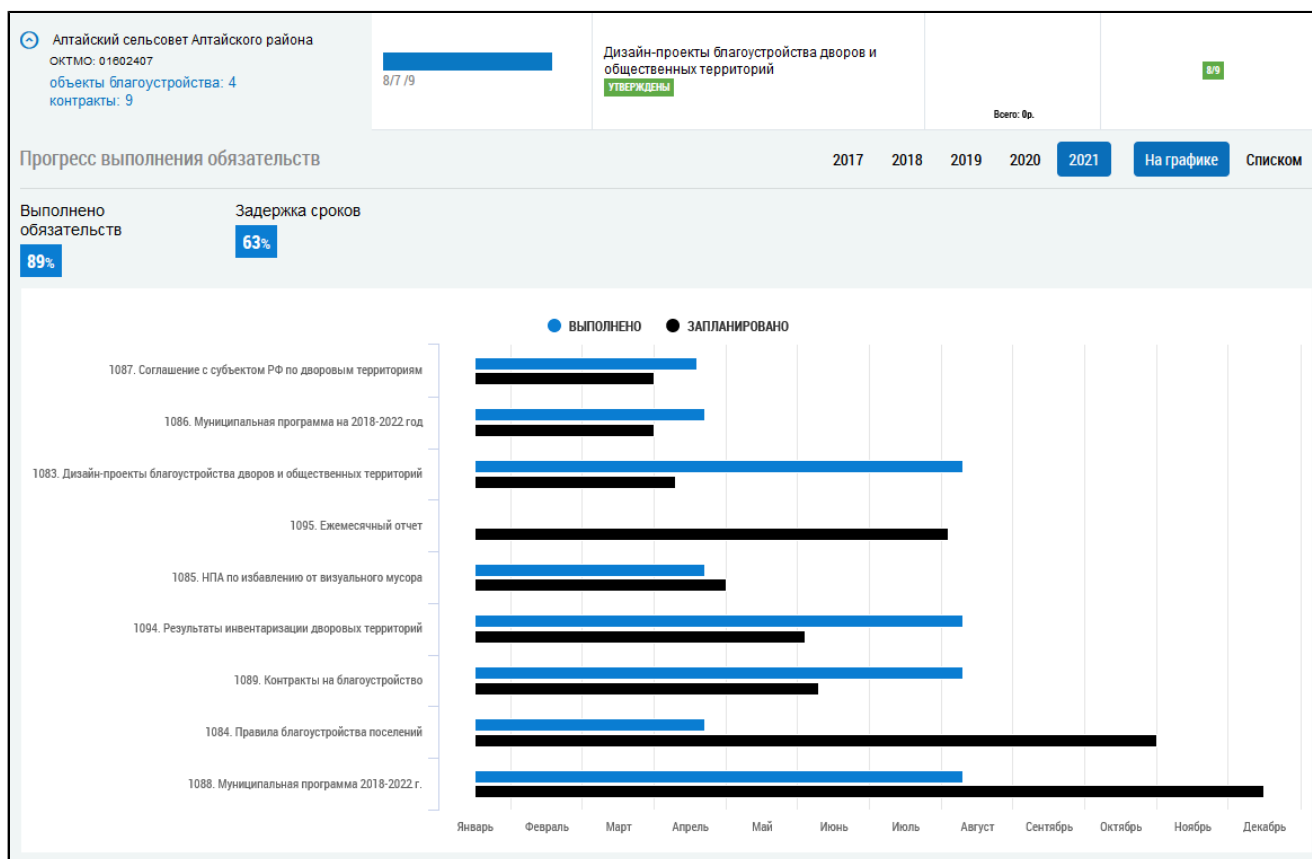 Алтайский сельсовет Алтайского района
ОКТМО: 01602407
объекты благоустройства: 4
контракты: 9
8/7 /9
Дизайн-проекты благоустройства дворов и
общественных территорий
УТВЕРЖДЕНЫ
Всего: 0р.
8/9
Прогресс выполнения обязательств
2017 2018 2019 2020 2021 На графике Списком
Выполнено
обязательств
89%
Задержка сроков
63%
ВЫПОЛНЕНО ЗАПЛАНИРОВАНО
1087. Соглашение с субъектом РФ по дворовым территориям
1086. Муниципальная программа на 2018-2022 год
1083. Дизайн-проекты благоустройства дворов и общественных территорий
1095. Ежемесячный отчет
1085. НПА по избавлению от визуального мусора
1094. Результаты инвентаризации дворовых территорий
1089. Контракты на благоустройство
1084. Правила благоустройства поселений
1088. Муниципальная программа 2018-2022 г.
Январь Февраль Март Апрель Май Июнь Июль Август Сентябрь Октябрь Ноябрь Декабрь